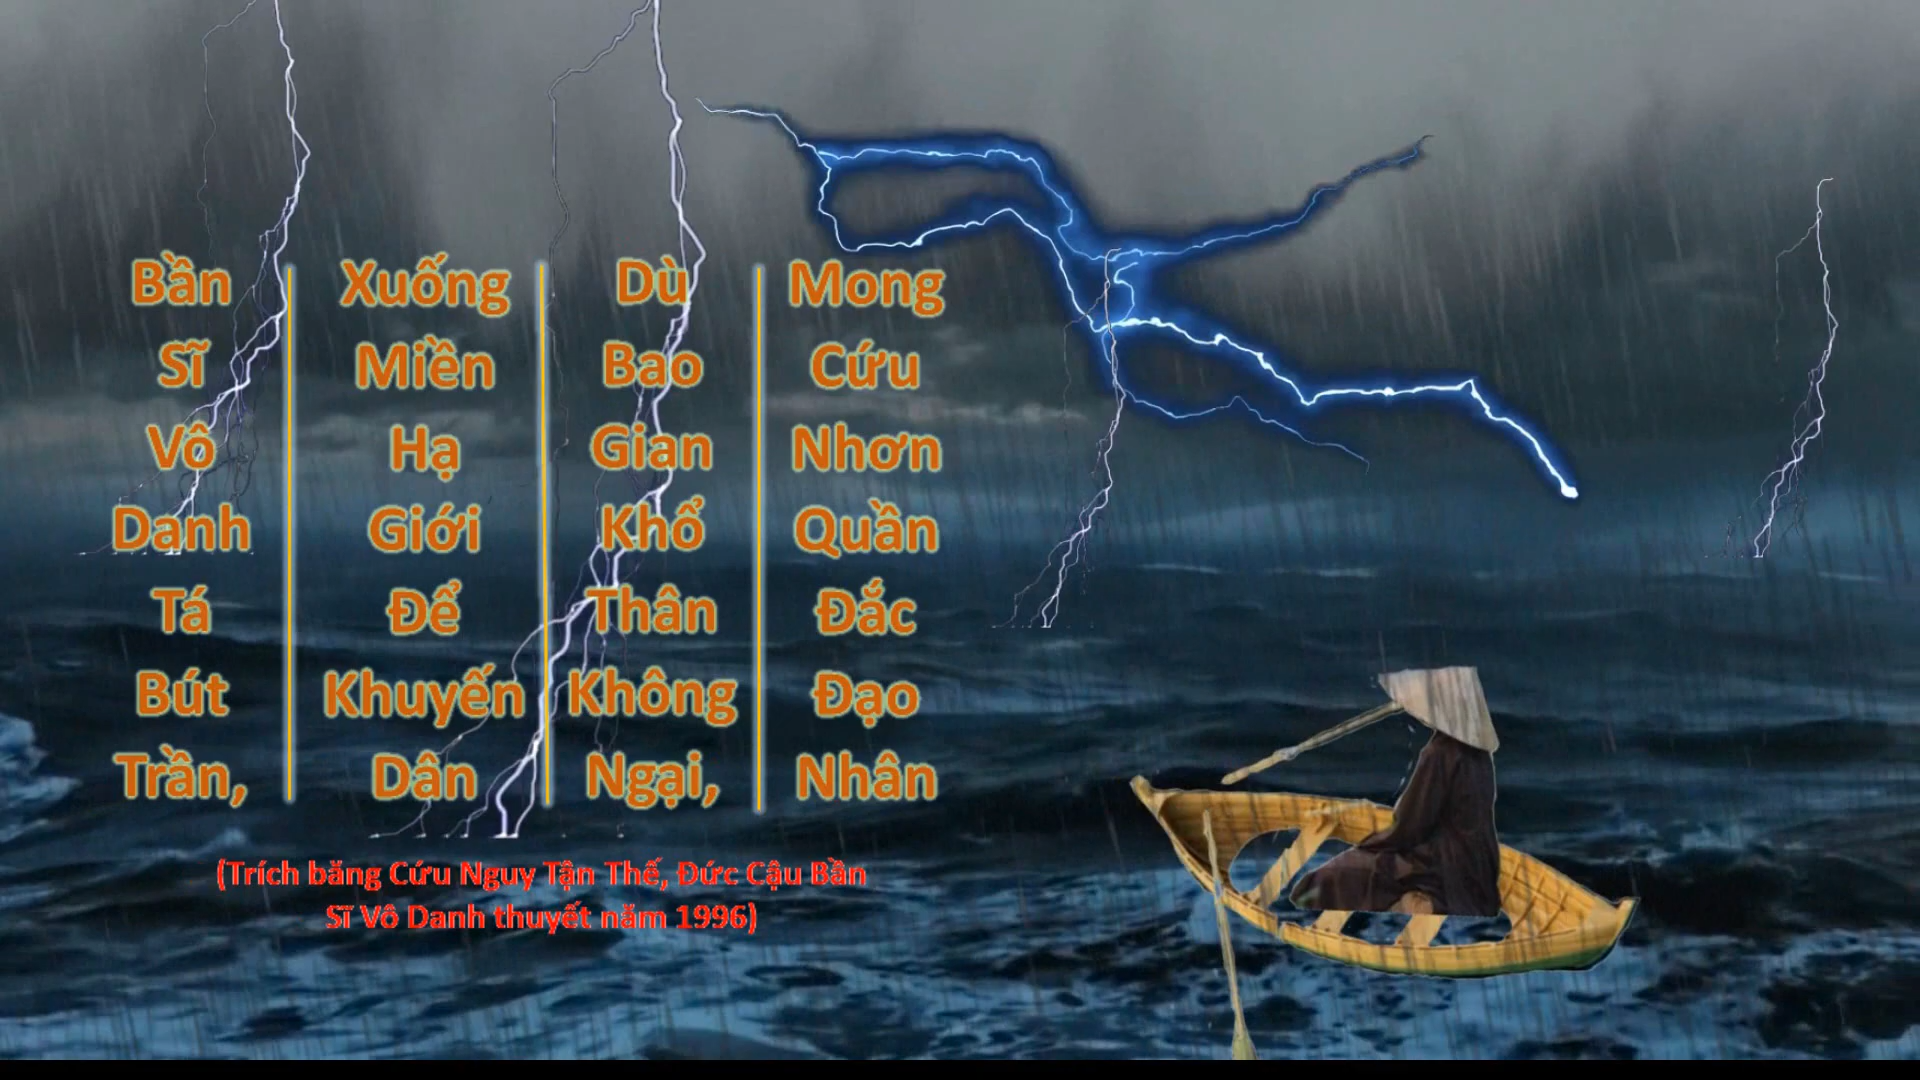 Bần Sĩ Vô Danh Tá Bút Trần,
Xuống Miền Hạ Giới Để Khuyến Dân
Dù Bao Gian Khổ Thân Không Ngại,
Mong Cứu Nhơn Quần Đắc Đạo Nhân
(Trích băng Cứu Nguy Tận Thế, Đức Cậu Bần
Sĩ Vô Danh thuyết năm 1996)